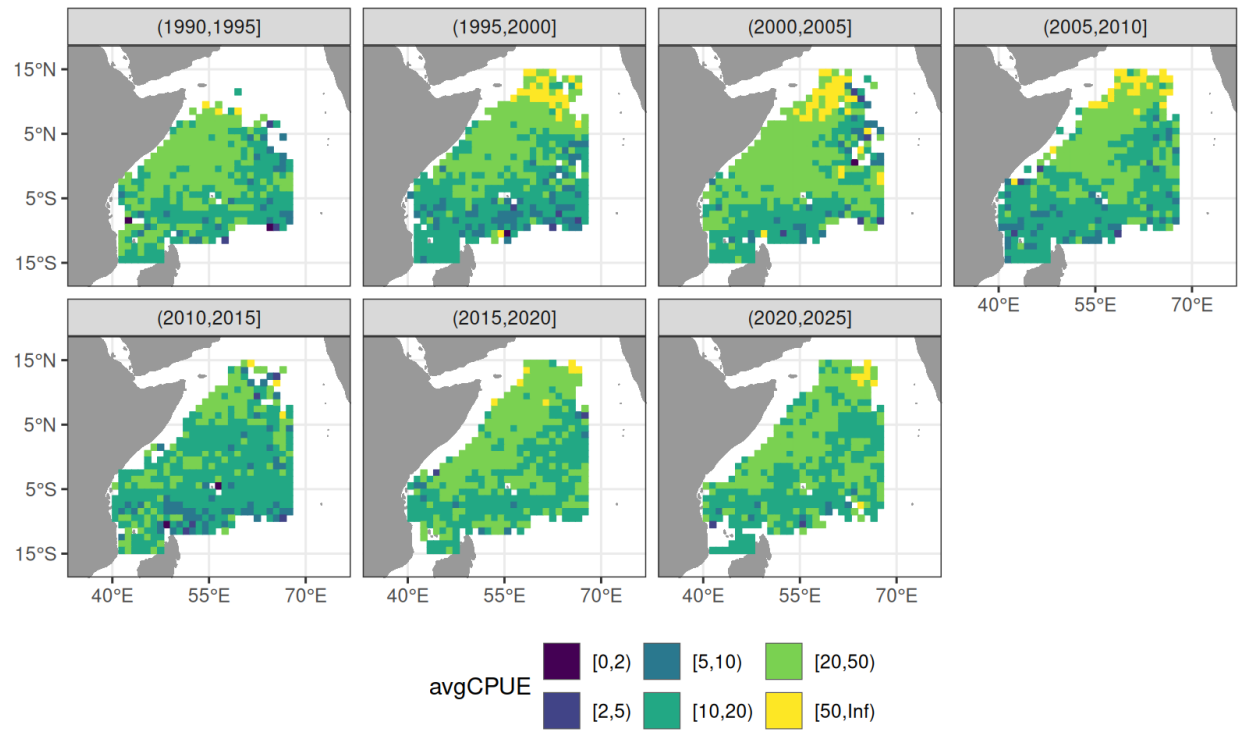 (1990,1995]
(1995,2000]
(2000,2005]
(2005,2010]
15°N
5°N
5°S
15°S
40°E 55°E 70°E
(2010,2015]
(2015,2020]
(2020,2025]
15°N
5°N
5°S
15°S
40°E 55°E 70°E
40°E 55°E 70°E
40°E 55°E 70°E
avgCPUE
[0,2)
[5,10)
[20,50)
[2,5)
[10,20)
[50,Inf)